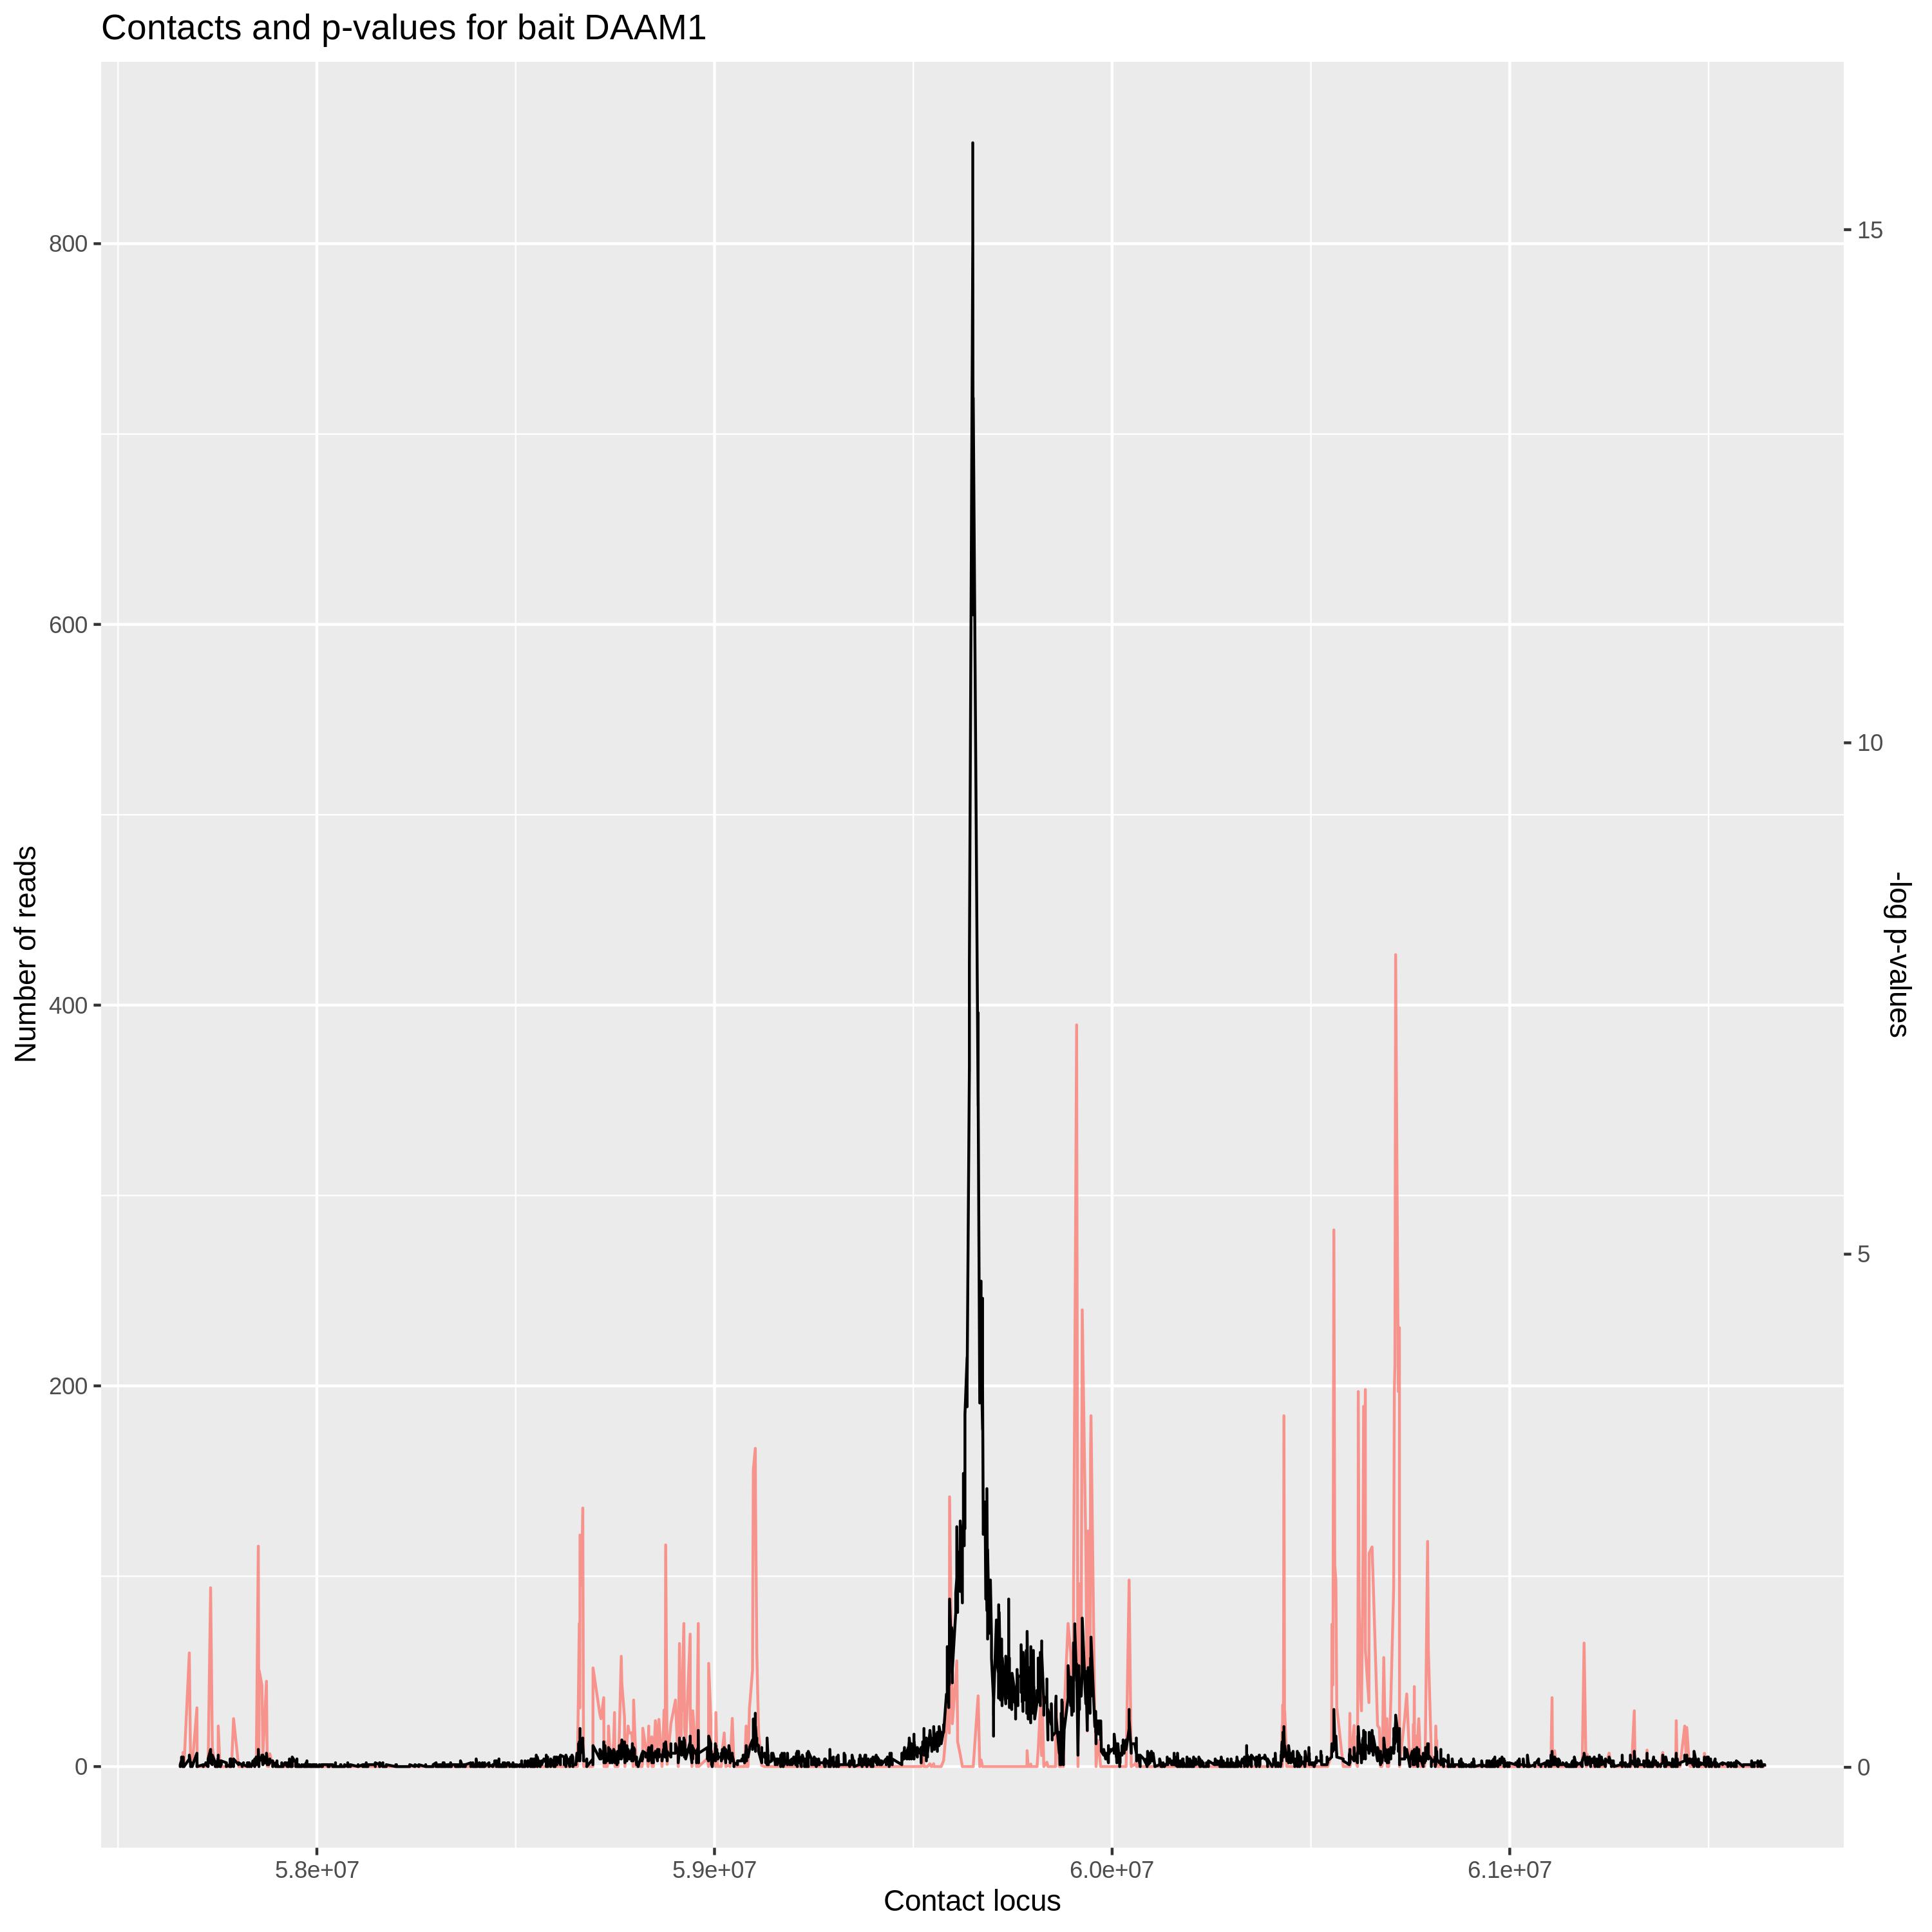 Contacts and p-values for bait DAAM1
800
600
400
200
0
Number of reads
15
10
5
0
-log p-values
5.8e+07
5.9e+07
6.0e+07
6.1e+07
Contact locus